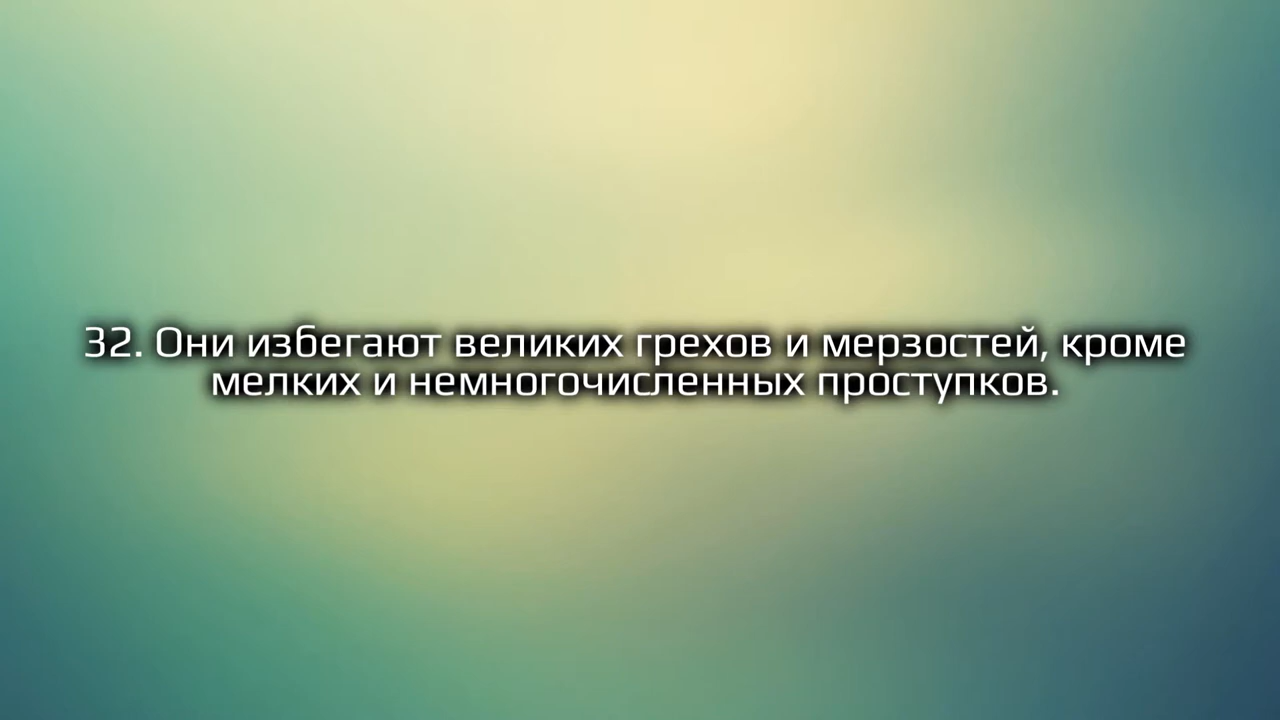 32. Они избегают великих грехов и мерзостей, кроме
мелких и немногочисленных проступков.